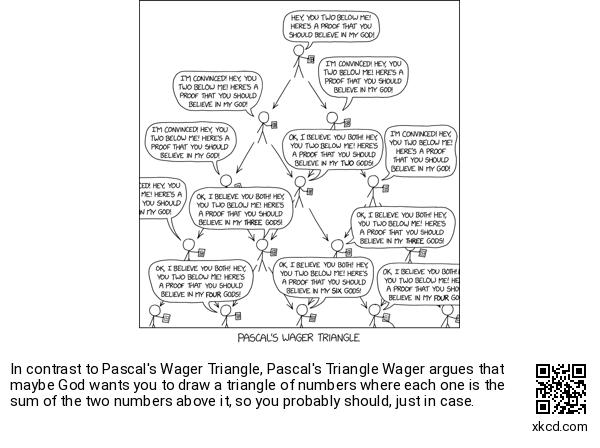 HEY, YOU TWO BELOW ME!
HERE'S A PROOF THAT YOU
SHOULD BELIEVE IN MY GOD!
I'M CONVINCED! HEY, YOU
TWO BELOW ME! HERE'S A
PROOF THAT YOU SHOULD
BELIEVE IN MY GOD!
I'M CONVINCED! HEY, YOU
TWO BELOW ME! HERE'S A
PROOF THAT YOU SHOULD
BELIEVE IN MY GOD!
I'M CONVINCED! HEY, YOU
TWO BELOW ME! HERE'S A
PROOF THAT YOU SHOULD
BELIEVE IN MY GOD!
OK, I BELIEVE YOU BOTH! HEY,
YOU TWO BELOW ME! HERE'S
A PROOF THAT YOU SHOULD
BELIEVE IN MY TWO GODS!
I'M CONVINCED! HEY, YOU
TWO BELOW ME!
HERE'S A PROOF
THAT YOU SHOULD
BELIEVE IN MY GOD!
CED! HEY, YOU
ME! HERE'S A
YOU SHOULD
N MY GOD!
OK, I BELIEVE YOU BOTH! HEY,
YOU TWO BELOW ME! HERE'S
A PROOF THAT YOU SHOULD
BELIEVE IN MY THREE GODS!
OK, I BELIEVE YOU BOTH! HEY,
YOU TWO BELOW ME! HERE'S
A PROOF THAT YOU SHOULD
BELIEVE IN MY THREE GODS!
OK, I BELIEVE YOU BOTH! HEY,
YOU TWO BELOW ME! HERE'S
A PROOF THAT YOU SHOULD
BELIEVE IN MY FOUR GODS!
OK, I BELIEVE YOU BOTH! HEY,
YOU TWO BELOW ME! HERE'S
A PROOF THAT YOU SHOULD
BELIEVE IN MY SIX GODS!
OK, I BELIEVE YOU BOTH! H
YOU TWO BELOW ME! HERE'S
A PROOF THAT YOU SHO
BELIEVE IN MY FOUR GO
PASCAL'S WAGER TRIANGLE
In contrast to Pascal's Wager Triangle, Pascal's Triangle Wager argues that
maybe God wants you to draw a triangle of numbers where each one is the
sum of the two numbers above it, so you probably should, just in case.
xkcd.com